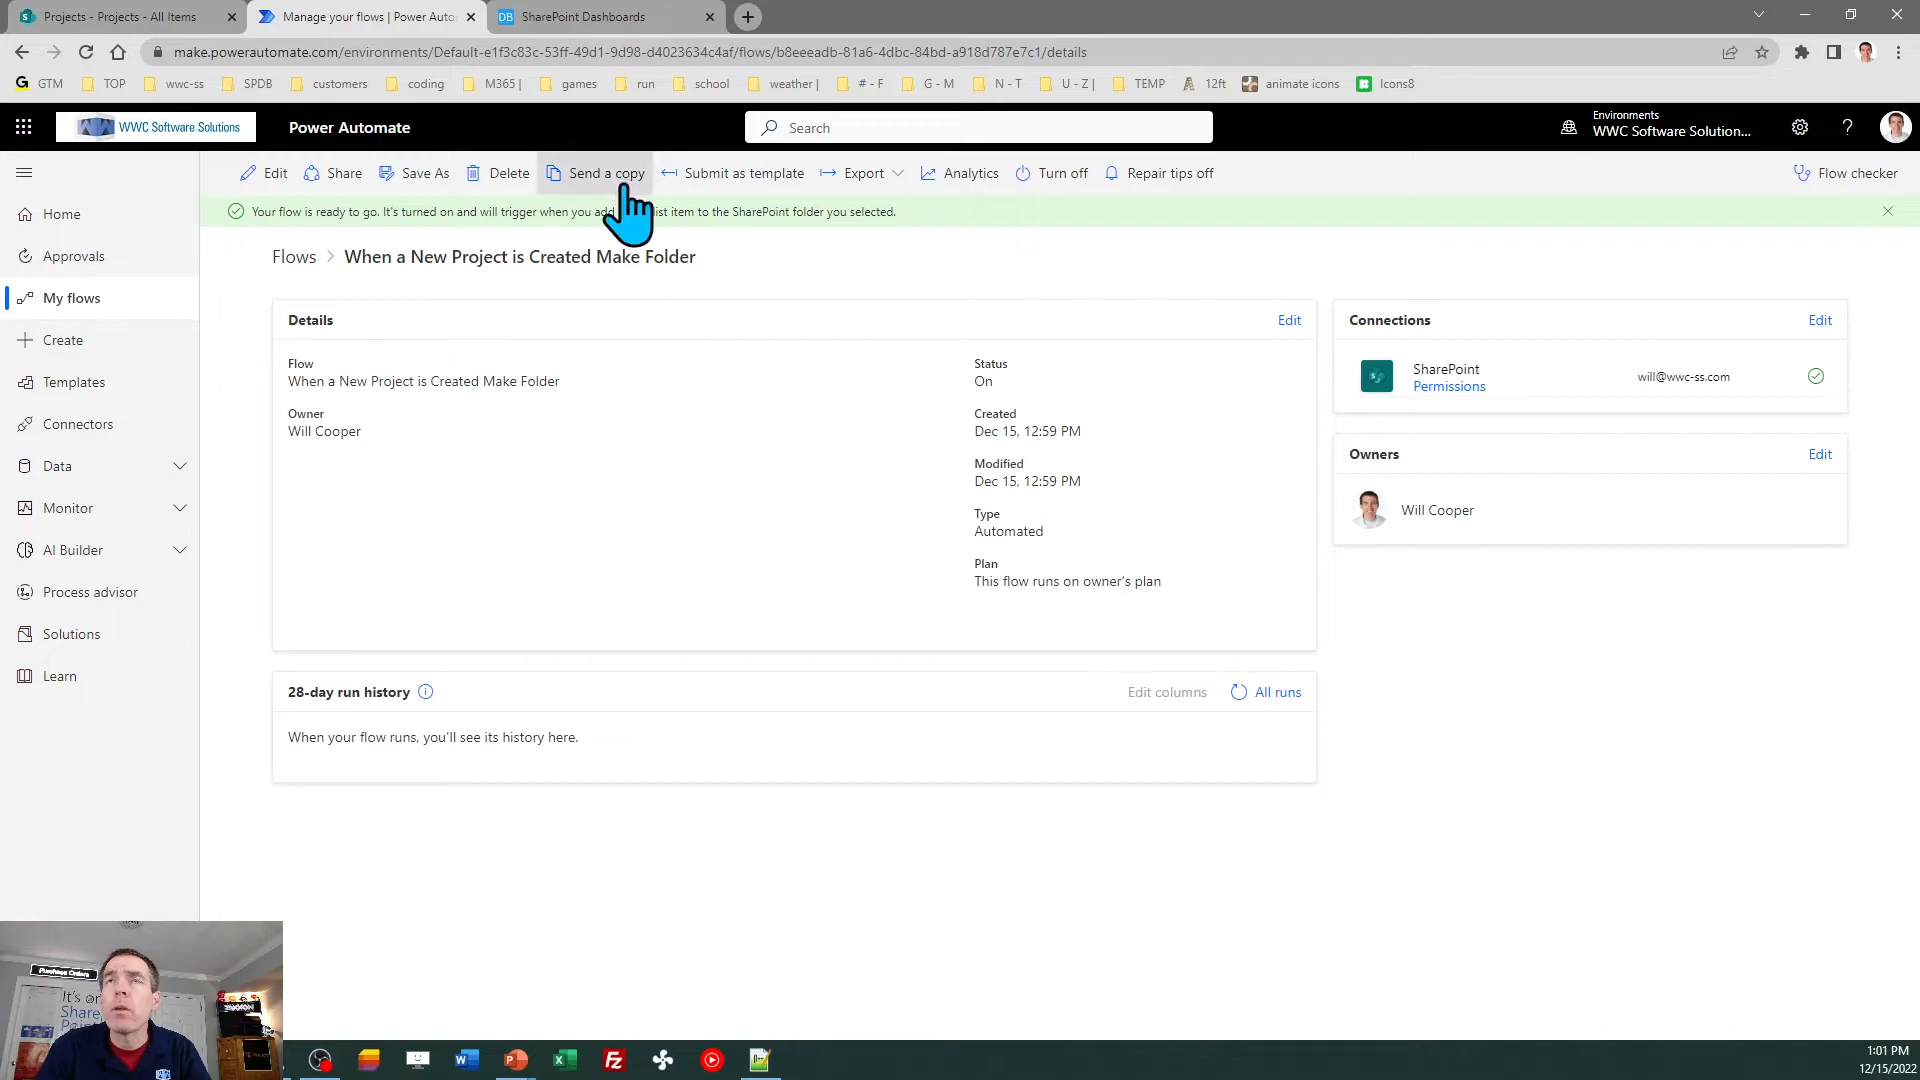 Projects - Projects - All Items
Manage your flows | Power Auto
DB SharePoint Dashboards
make.powerautomate.com/environments/Default-e1f3c83c-53ff-49d1-9d98-d4023634c4af/flows/b8eeeadb-81a6-4dbc-84bd-a918d787e7c1/details
G GTM TOP wwc-ss SPDB customers coding M365 | games run school weather | # - F G - M N - T U - Z | TEMP 12ft animate icons Icons8
WWC Software Solutions
Power Automate
Search
Environments
WWC Software Solution...
Edit Share Save As Delete Send a copy Submit as template Export Analytics Turn off Repair tips off Flow checker
Your flow is ready to go. It's turned on and will trigger when you add list item to the SharePoint folder you selected.
Home
Approvals
My flows
Create
Templates
Connectors
Data
Monitor
AI Builder
Process advisor
Solutions
Learn
Flows > When a New Project is Created Make Folder
Details Edit
Flow
When a New Project is Created Make Folder
Owner
Will Cooper
Status
On
Created
Dec 15, 12:59 PM
Modified
Dec 15, 12:59 PM
Type
Automated
Plan
This flow runs on owner's plan
28-day run history Edit columns All runs
When your flow runs, you'll see its history here.
Connections Edit
SharePoint
Permissions
will@wwc-ss.com
Owners Edit
Will Cooper
Purchase Orders
It's
Share
1:01 PM
12/15/2022